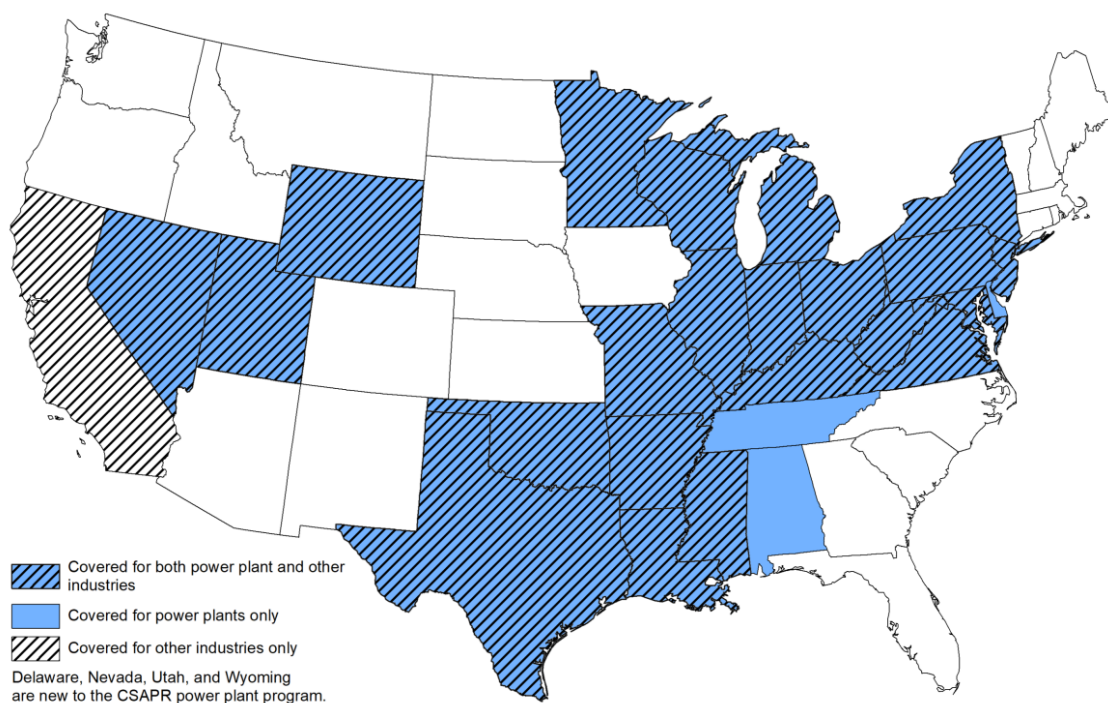 Covered for both power plant and other
industries
Covered for power plants only
Covered for other industries only
Delaware, Nevada, Utah, and Wyoming
are new to the CSAPR power plant program.